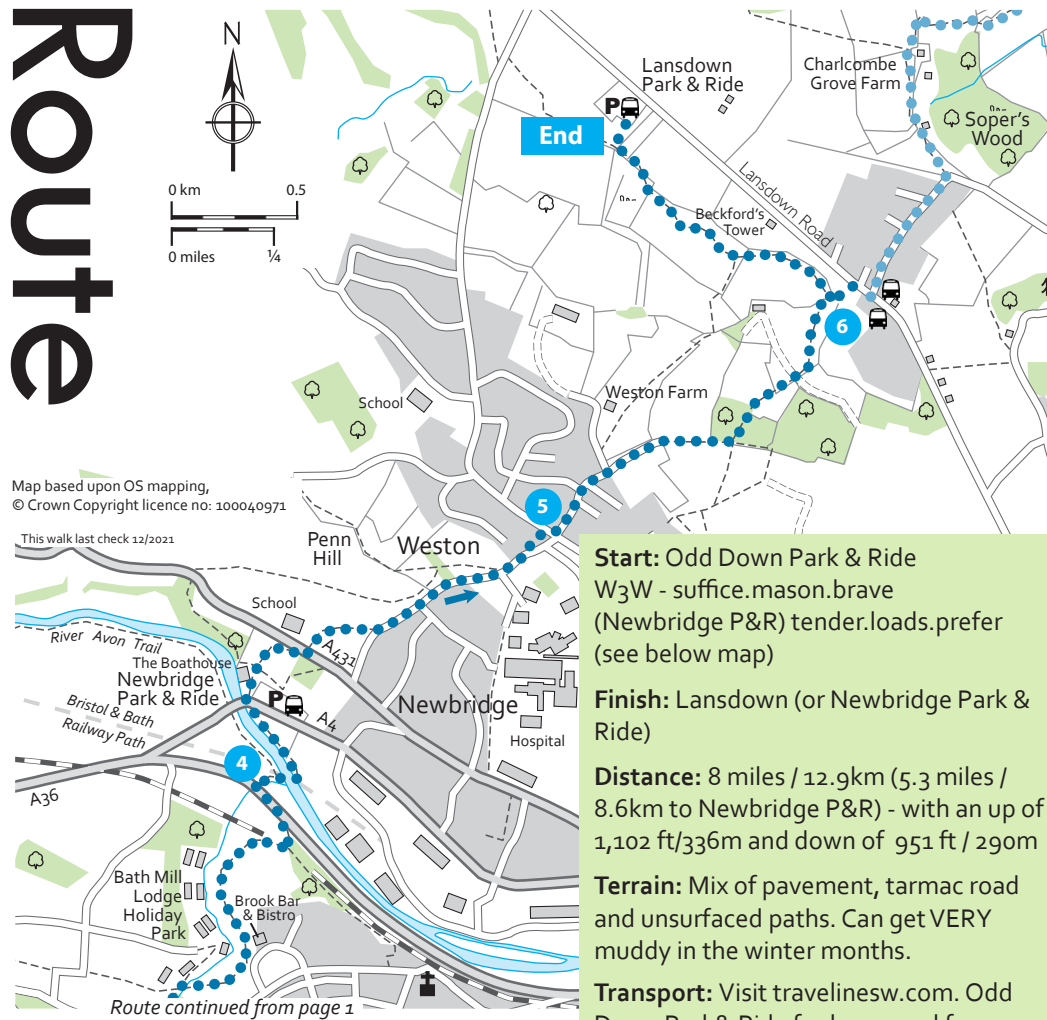 Route
N
0 km 0.5
0 miles ¼
Map based upon OS mapping,
© Crown Copyright licence no: 100040971
This walk last check 12/2021
End
Lansdown
Park & Ride
P
Charlcombe
Grove Farm
Soper's
Wood
Lansdown Road
Beckford's
Tower
6
School
Weston Farm
5
Penn
Hill
Weston
School
River Avon Trail
The Boathouse
Newbridge
Park & Ride
A431
P
A4
Newbridge
Bristol & Bath
Railway Path
Hospital
4
A36
Bath Mill
Lodge
Holiday
Park
Brook Bar
& Bistro
Route continued from page 1
Start: Odd Down Park & Ride
W3W - suffice.mason.brave
(Newbridge P&R) tender.loads.prefer
(see below map)
Finish: Lansdown (or Newbridge Park &
Ride)
Distance: 8 miles / 12.9km (5.3 miles /
8.6km to Newbridge P&R) - with an up of
1,102 ft/336m and down of 951 ft / 290m
Terrain: Mix of pavement, tarmac road
and unsurfaced paths. Can get VERY
muddy in the winter months.
Transport: Visit travelinesw.com. Odd